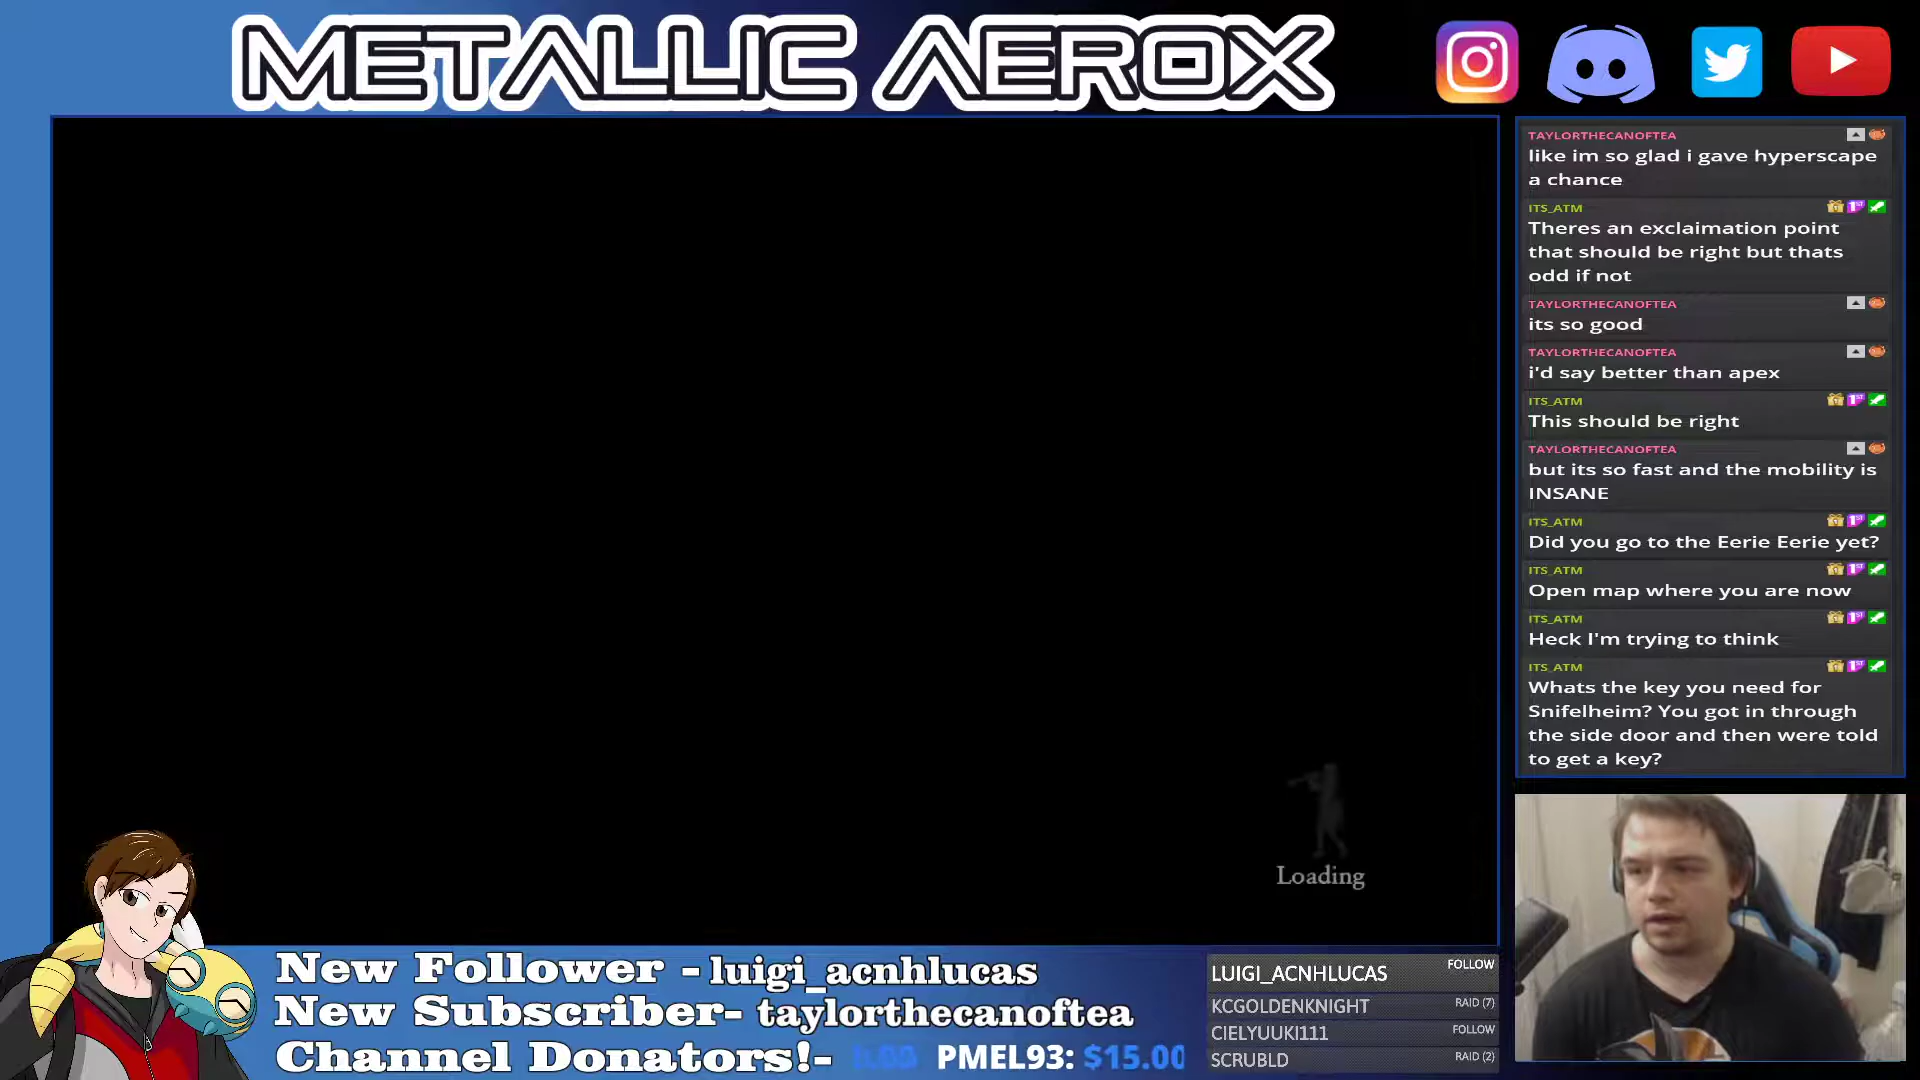 METALLIC AEROX
TAYLORTHECANOFTEA
like im so glad i gave hyperscape
a chance
ITS_ATM
Theres an exclaimation point
that should be right but thats
odd if not
TAYLORTHECANOFTEA
its so good
TAYLORTHECANOFTEA
i'd say better than apex
ITS_ATM
This should be right
TAYLORTHECANOFTEA
but its so fast and the mobility is
INSANE
ITS_ATM
Did you go to the Eerie Eerie yet?
ITS_ATM
Open map where you are now
ITS_ATM
Heck I'm trying to think
ITS_ATM
Whats the key you need for
Snifelheim? You got in through
the side door and then were told
to get a key?
Loading
New Follower - luigi_acnhlucas
New Subscriber- taylorthecanoftea
Channel Donators!- 0.00 PMEL93: $15.00
LUIGI_ACNHLUCAS FOLLOW
KCGOLDENKNIGHT RAID (7)
CIELYUUKI111 FOLLOW
SCRUBLD RAID (2)